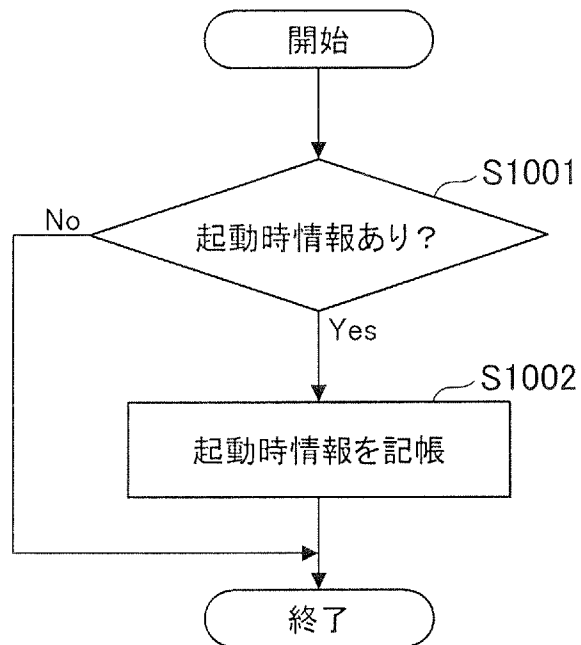 開始
S1001
No
起動時情報あり?
Yes
S1002
起動時情報を記帳
終了